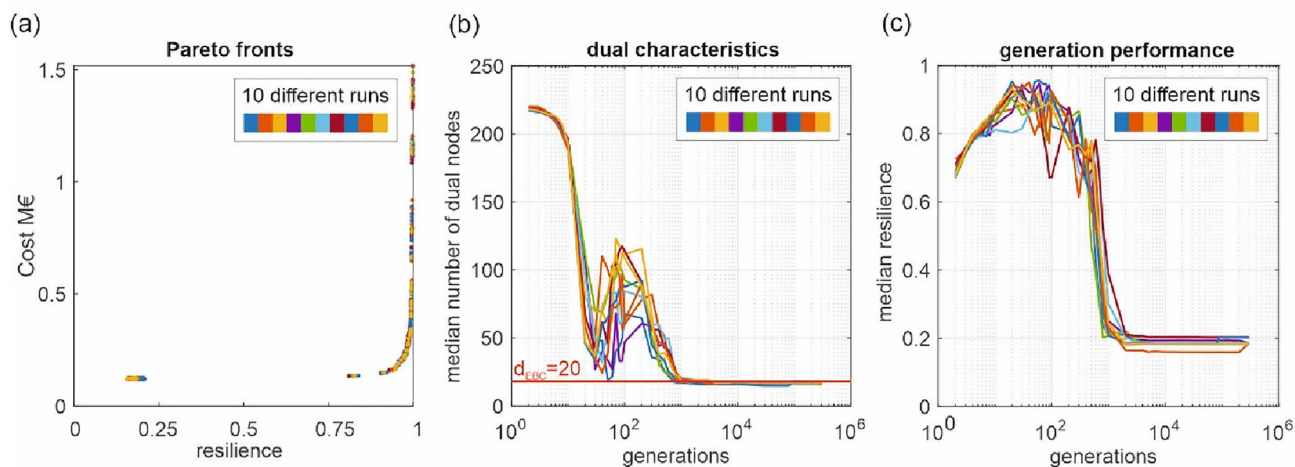 (a)
Pareto fronts
1.5
1
0.5
0
Cost M€
10 different runs
0
0.25
0.5
0.75
1
resilience
(b)
dual characteristics
250
200
150
100
50
0
median number of dual nodes
10 different runs
dEBC=20
10^0
10^2
10^4
10^6
generations
(c)
generation performance
1
0.8
0.6
0.4
0.2
0
median resilience
10 different runs
10^0
10^2
10^4
10^6
generations